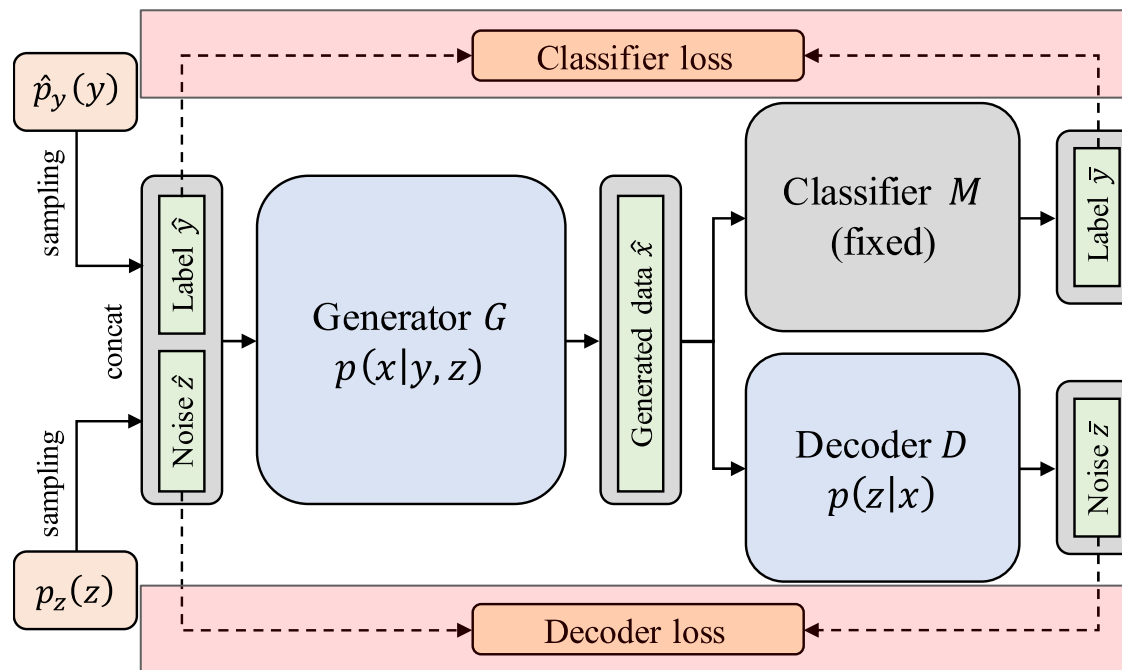 Classifier loss
p̂_y(y)
sampling
concat
sampling
p_z(z)
Label ŷ
Noise ẑ
Generator G
p(x|y, z)
Generated data x̂
Classifier M
(fixed)
Decoder D
p(z|x)
Label ȳ
Noise z̄
Decoder loss